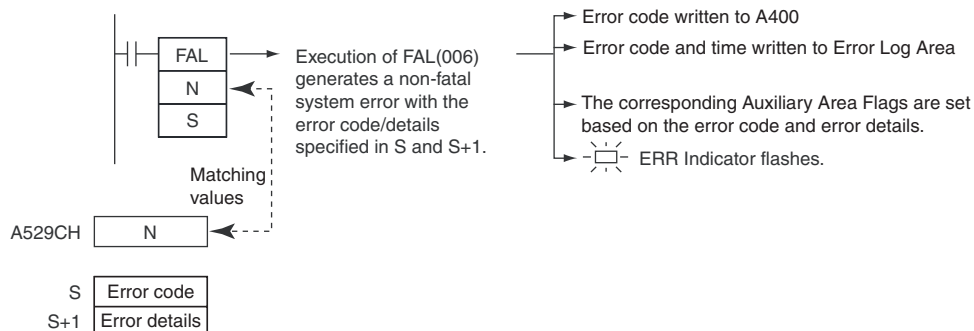 FAL
N
S
Execution of FAL(006)
generates a non-fatal
system error with the
error code/details
specified in S and S+1.
Error code written to A400
Error code and time written to Error Log Area
The corresponding Auxiliary Area Flags are set
based on the error code and error details.
ERR Indicator flashes.
Matching
values
A529CH N
S Error code
S+1 Error details